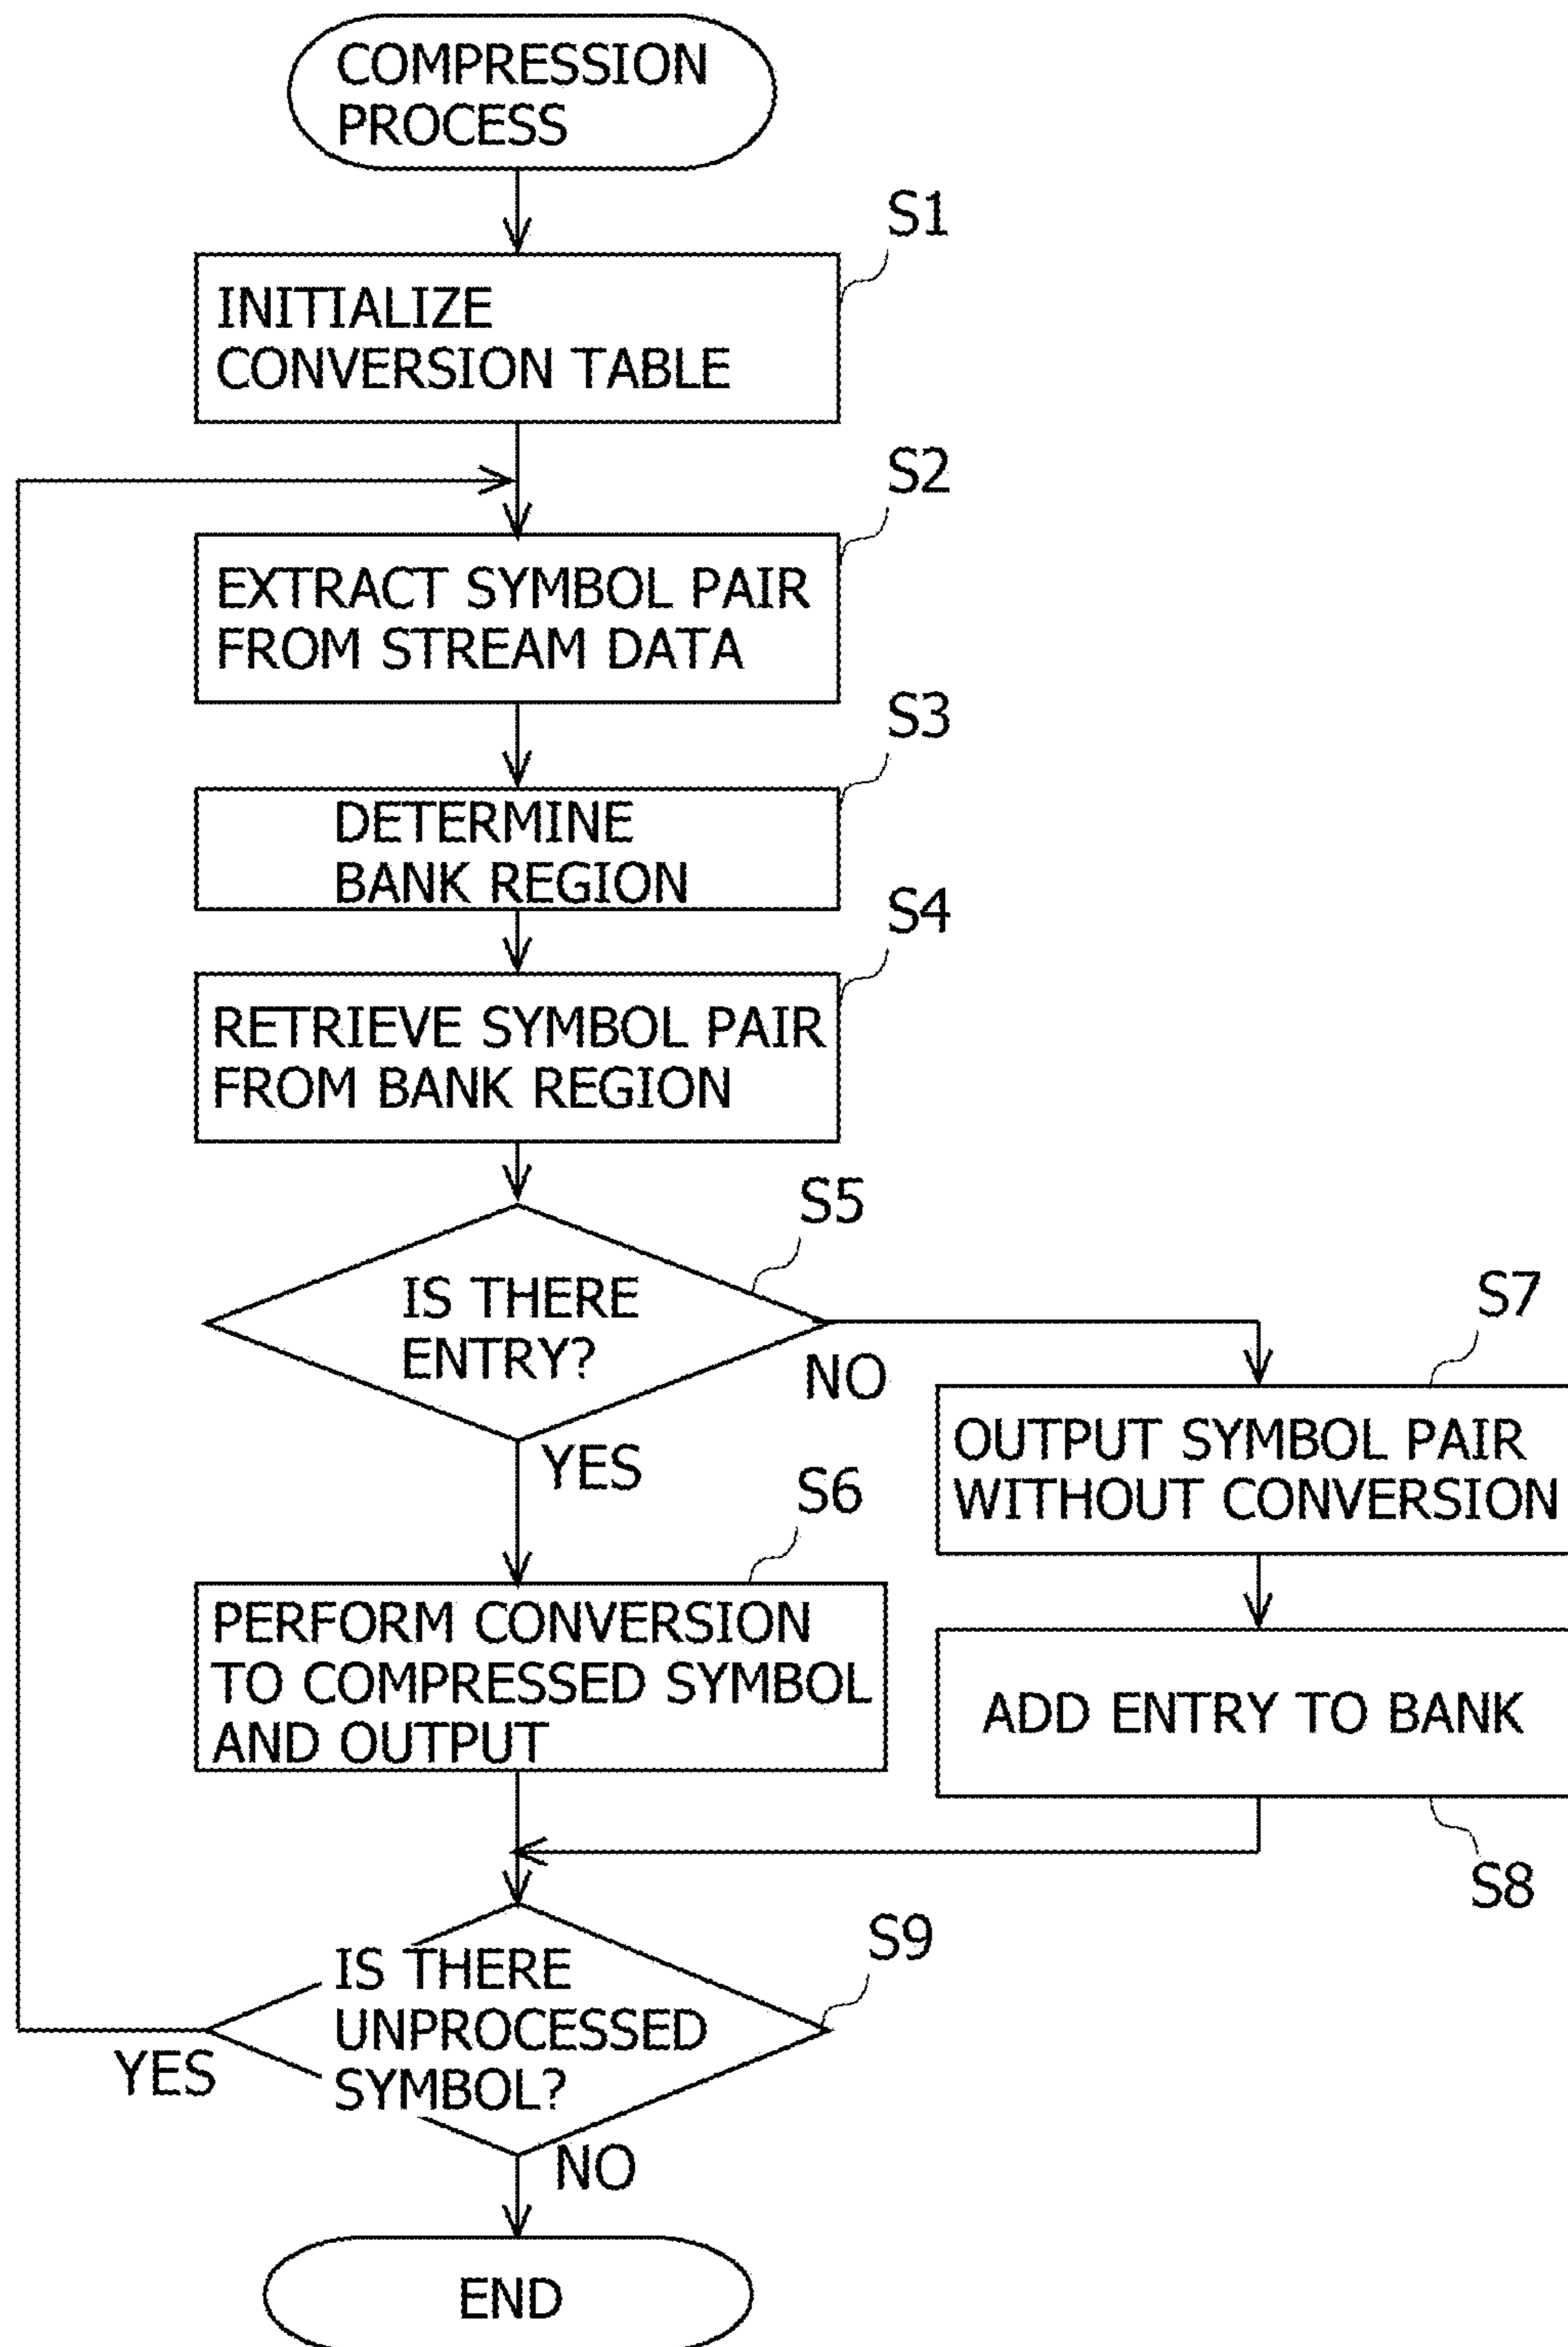 COMPRESSION
PROCESS
S1
INITIALIZE
CONVERSION TABLE
S2
EXTRACT SYMBOL PAIR
FROM STREAM DATA
S3
DETERMINE
BANK REGION
S4
RETRIEVE SYMBOL PAIR
FROM BANK REGION
S5
IS THERE
ENTRY?
NO
YES
S7
OUTPUT SYMBOL PAIR
WITHOUT CONVERSION
S6
PERFORM CONVERSION
TO COMPRESSED SYMBOL
AND OUTPUT
ADD ENTRY TO BANK
S8
S9
IS THERE
UNPROCESSED
SYMBOL?
YES
NO
END